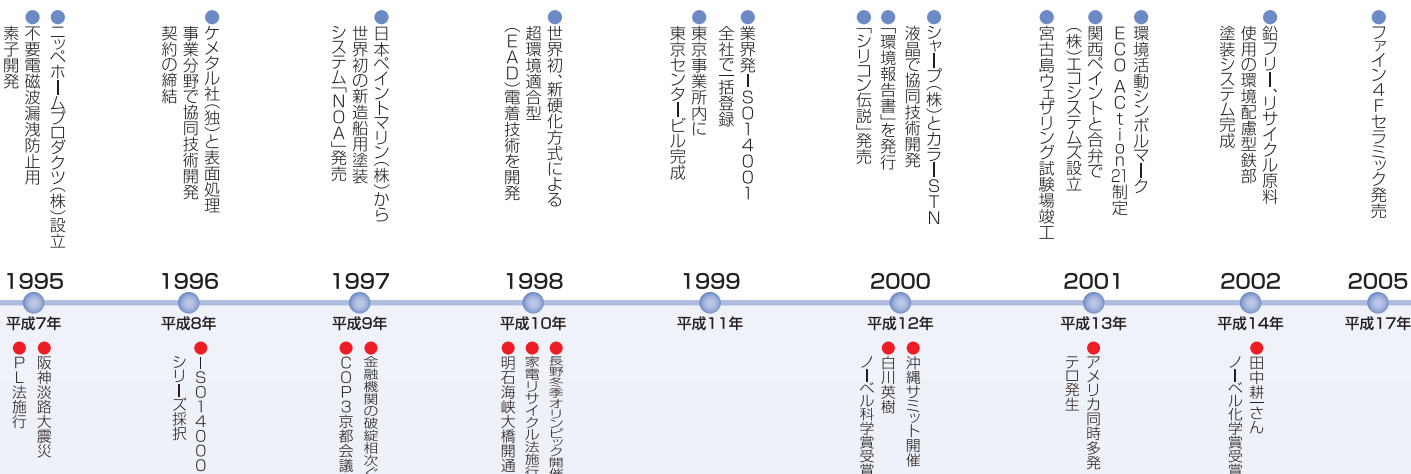 ニッペホームプロダクツ(株)設立
不要電磁波漏洩防止用
素子開発
ケメタル社(独)と表面処理
事業分野で協同技術開発
契約の締結
日本ペイントマリン(株)から
世界初の新造船用塗装
システム「NOA」発売
世界初、新硬化方式による
超環境適合型
(EAD)電着技術を開発
業界発ISO14001
全社で一括登録
東京事業所内に
東京センタービル完成
シャープ(株)とカラーSTN
液晶で協同技術開発
「環境報告書」を発行
「シリコン伝説」発売
環境活動シンボルマーク
ECO ACtion21制定
関西ペイントと合弁で
(株)エコシステムズ設立
宮古島ウェザリング試験場竣工
鉛フリー、リサイクル原料
使用の環境配慮型鉄部
塗装システム完成
ファイン4Fセラミック発売
1995
1996
1997
1998
1999
2000
2001
2002
2005
平成7年
平成8年
平成9年
平成10年
平成11年
平成12年
平成13年
平成14年
平成17年
阪神淡路大震災
PL法施行
ISO14000
シリーズ採択
金融機関の破綻相次ぐ
COP3京都会議
長野冬季オリンピック開催
家電リサイクル法施行
明石海峡大橋開通
沖縄サミット開催
白川英樹
ノーベル科学賞受賞
アメリカ同時多発
テロ発生
田中耕一さん
ノーベル化学賞受賞